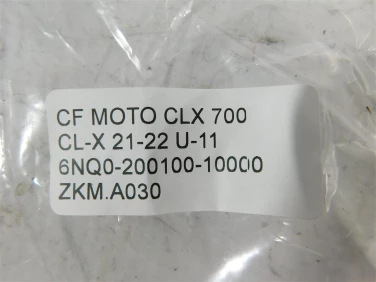 CF MOTO CLX 700
CL-X 21-22 U-11
6NQ0-200100-10000
ZKM.A030